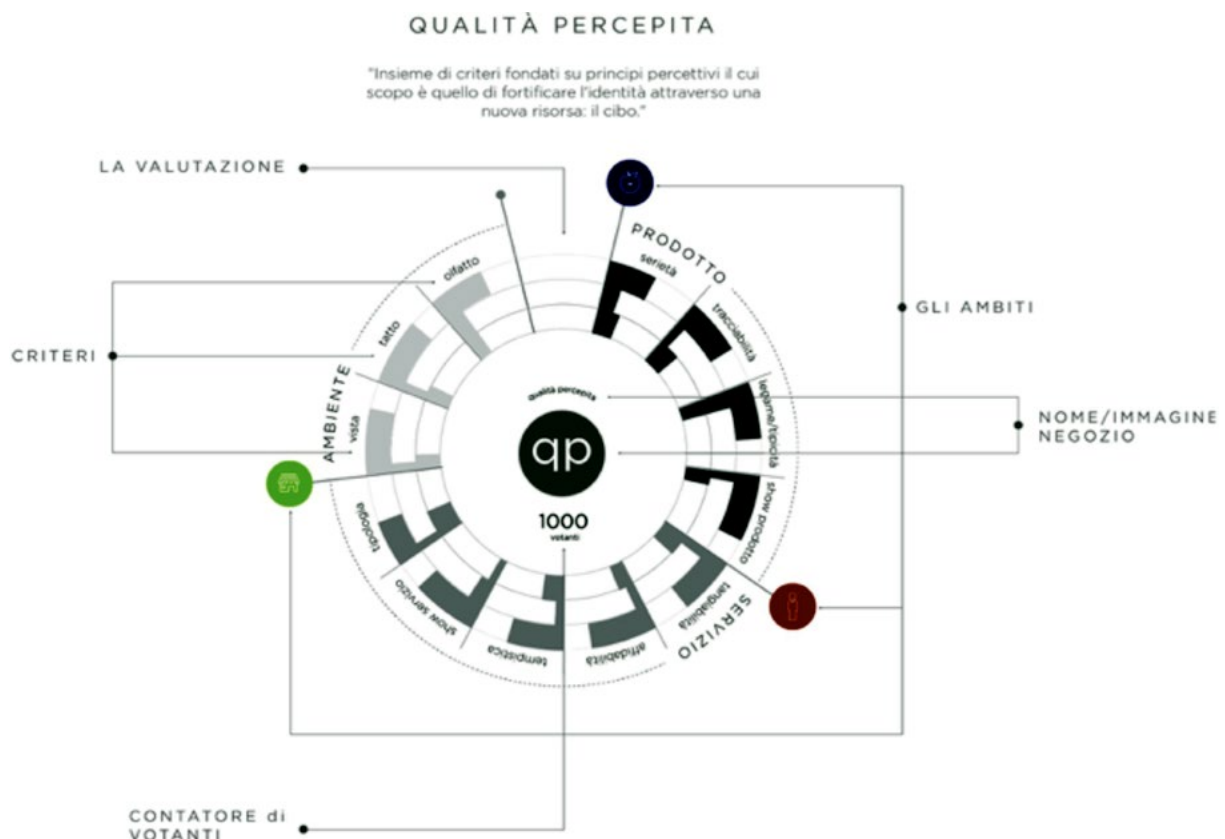 QUALITÀ PERCEPITA
"Insieme di criteri fondati su principi percettivi il cui
scopo è quello di fortificare l'identità attraverso una
nuova risorsa: il cibo."
LA VALUTAZIONE
PRODOTTO
serietà
olfatto
tracciabilità
GLI AMBITI
tatto
CRITERI
AMBIENTE
legame/tipicità
qualità percepita
NOME/IMMAGINE
NEGOZIO
vista
qp
show prodotto
1000
votanti
tipologia
show servizio
tempistica
affidabilità
tangiabilità
SERVIZIO
CONTATORE di
VOTANTI